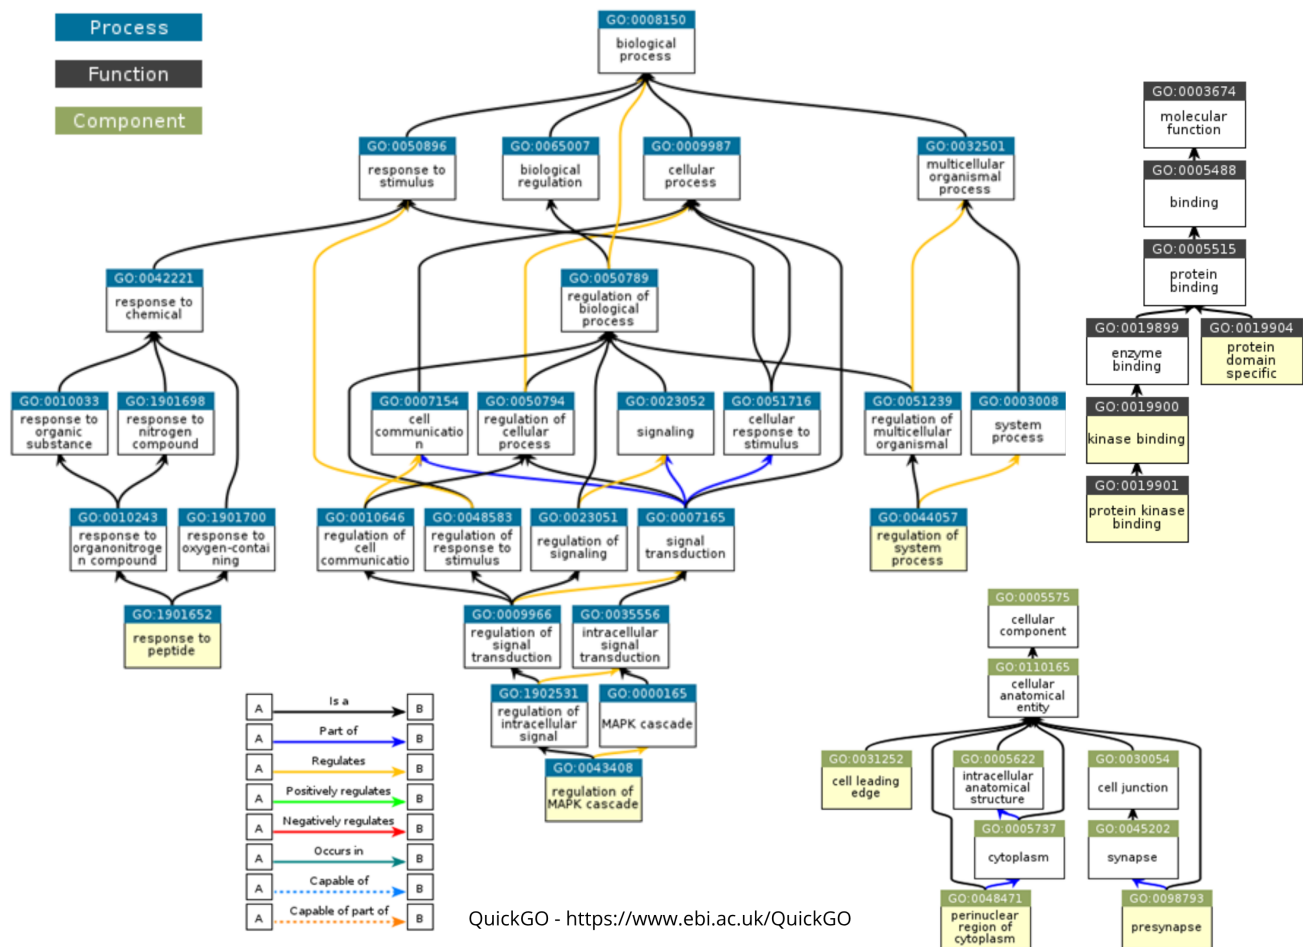 Process
Function
Component
GO:0008150
biological
process
GO:0050896
response to
stimulus
GO:0065007
biological
regulation
GO:0009987
cellular
process
GO:0032501
multicellular
organismal
process
GO:0042221
response to
chemical
GO:0050789
regulation of
biological
process
GO:0010033
response to
organic
substance
GO:1901698
response to
nitrogen
compound
GO:0007154
cell
communicatio
n
GO:0050794
regulation of
cellular
process
GO:0023052
signaling
GO:0051716
cellular
response to
stimulus
GO:0051239
regulation of
multicellular
organismal
GO:0003008
system
process
GO:0010243
response to
organonitroge
n compound
GO:1901700
response to
oxygen-contai
ning
GO:0010646
regulation of
cell
communicatio
GO:0048583
regulation of
response to
stimulus
GO:0023051
regulation of
signaling
GO:0007165
signal
transduction
GO:0044057
regulation of
system
process
GO:1901652
response to
peptide
GO:0009966
regulation of
signal
transduction
GO:0035556
intracellular
signal
transduction
GO:1902531
regulation of
intracellular
signal
GO:0000165
MAPK cascade
GO:0043408
regulation of
MAPK cascade
GO:0003674
molecular
function
GO:0005488
binding
GO:0005515
protein
binding
GO:0019899
enzyme
binding
GO:0019904
protein
domain
specific
GO:0019900
kinase binding
GO:0019901
protein kinase
binding
GO:0005575
cellular
component
GO:0110165
cellular
anatomical
entity
GO:0031252
cell leading
edge
GO:0005622
intracellular
anatomical
structure
GO:0030054
cell junction
GO:0005737
cytoplasm
GO:0045202
synapse
GO:0048471
perinuclear
region of
cytoplasm
GO:0098793
presynapse
A Is a B
A Part of B
A Regulates B
A Positively regulates B
A Negatively regulates B
A Occurs in B
A Capable of B
A Capable of part of B
QuickGO - https://www.ebi.ac.uk/QuickGO